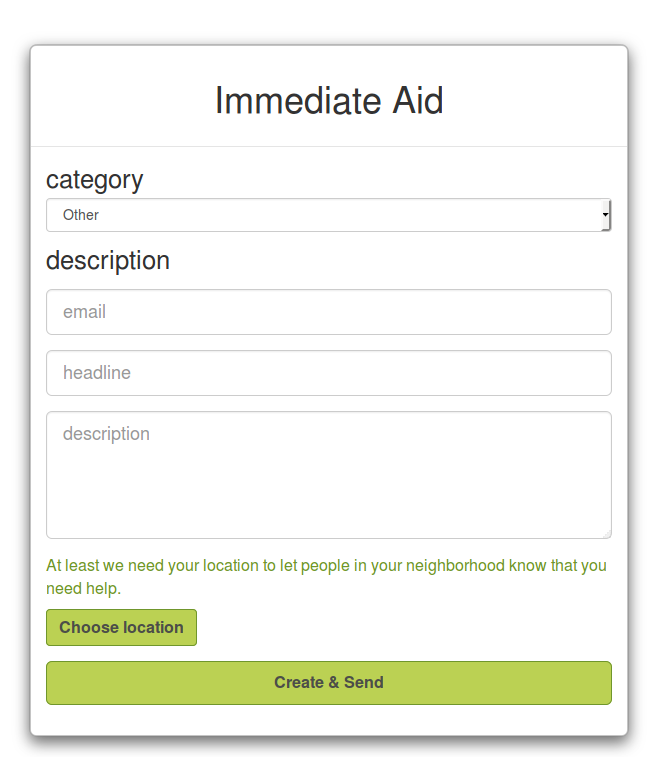 Immediate Aid
category
Other
description
email
headline
description
At least we need your location to let people in your neighborhood know that you
need help.
Choose location
Create & Send